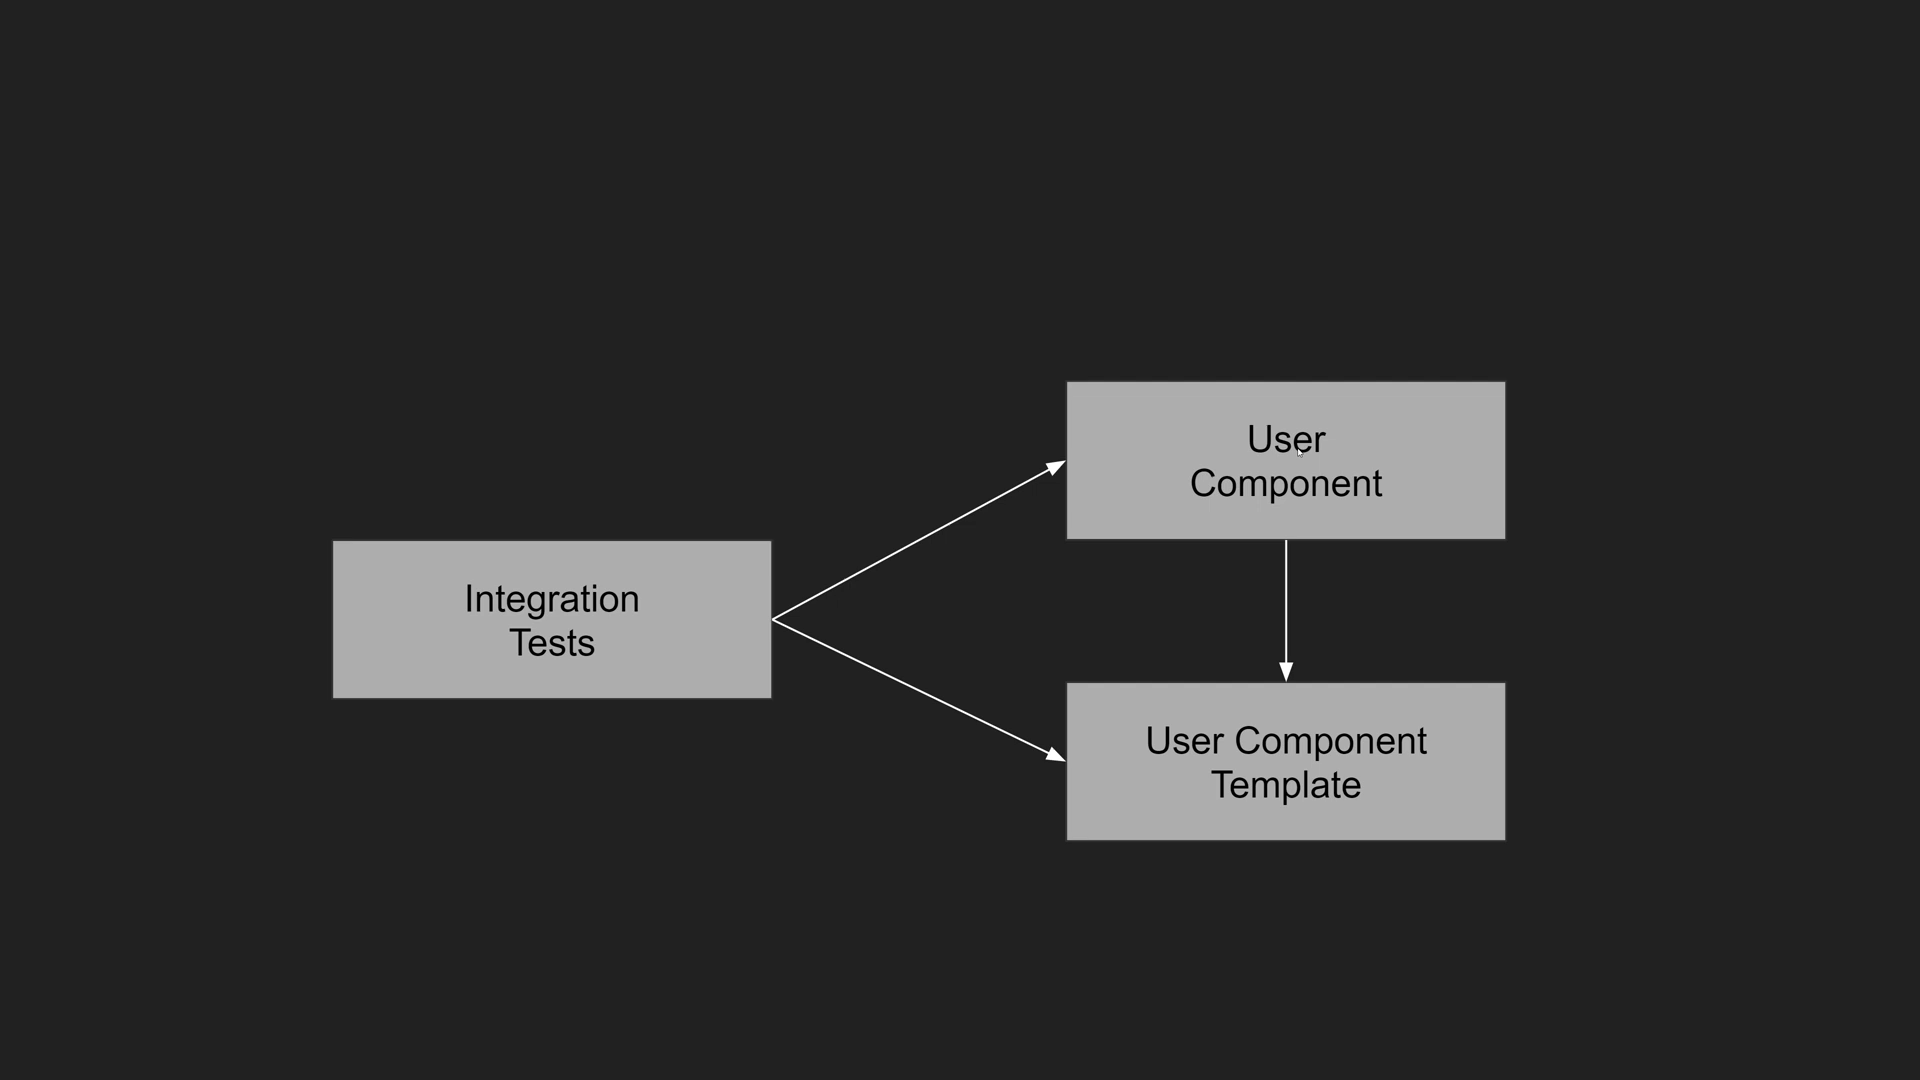 User
Component
Integration
Tests
User Component
Template